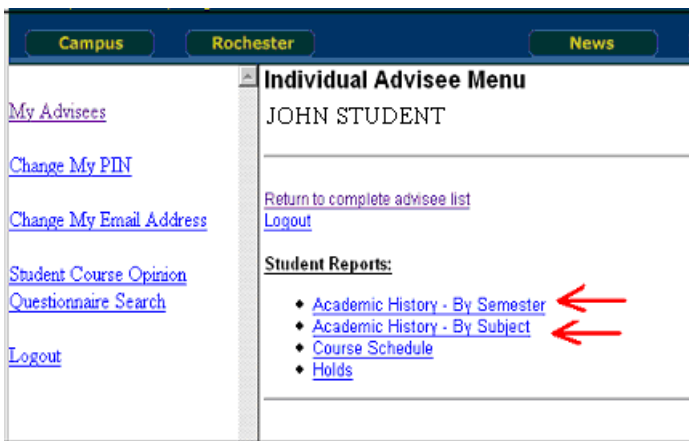 Campus
Rochester
News
My Advisees
Change My PIN
Change My Email Address
Student Course Opinion
Questionnaire Search
Logout
Individual Advisee Menu
JOHN STUDENT
Return to complete advisee list
Logout
Student Reports:
Academic History - By Semester
Academic History - By Subject
Course Schedule
Holds